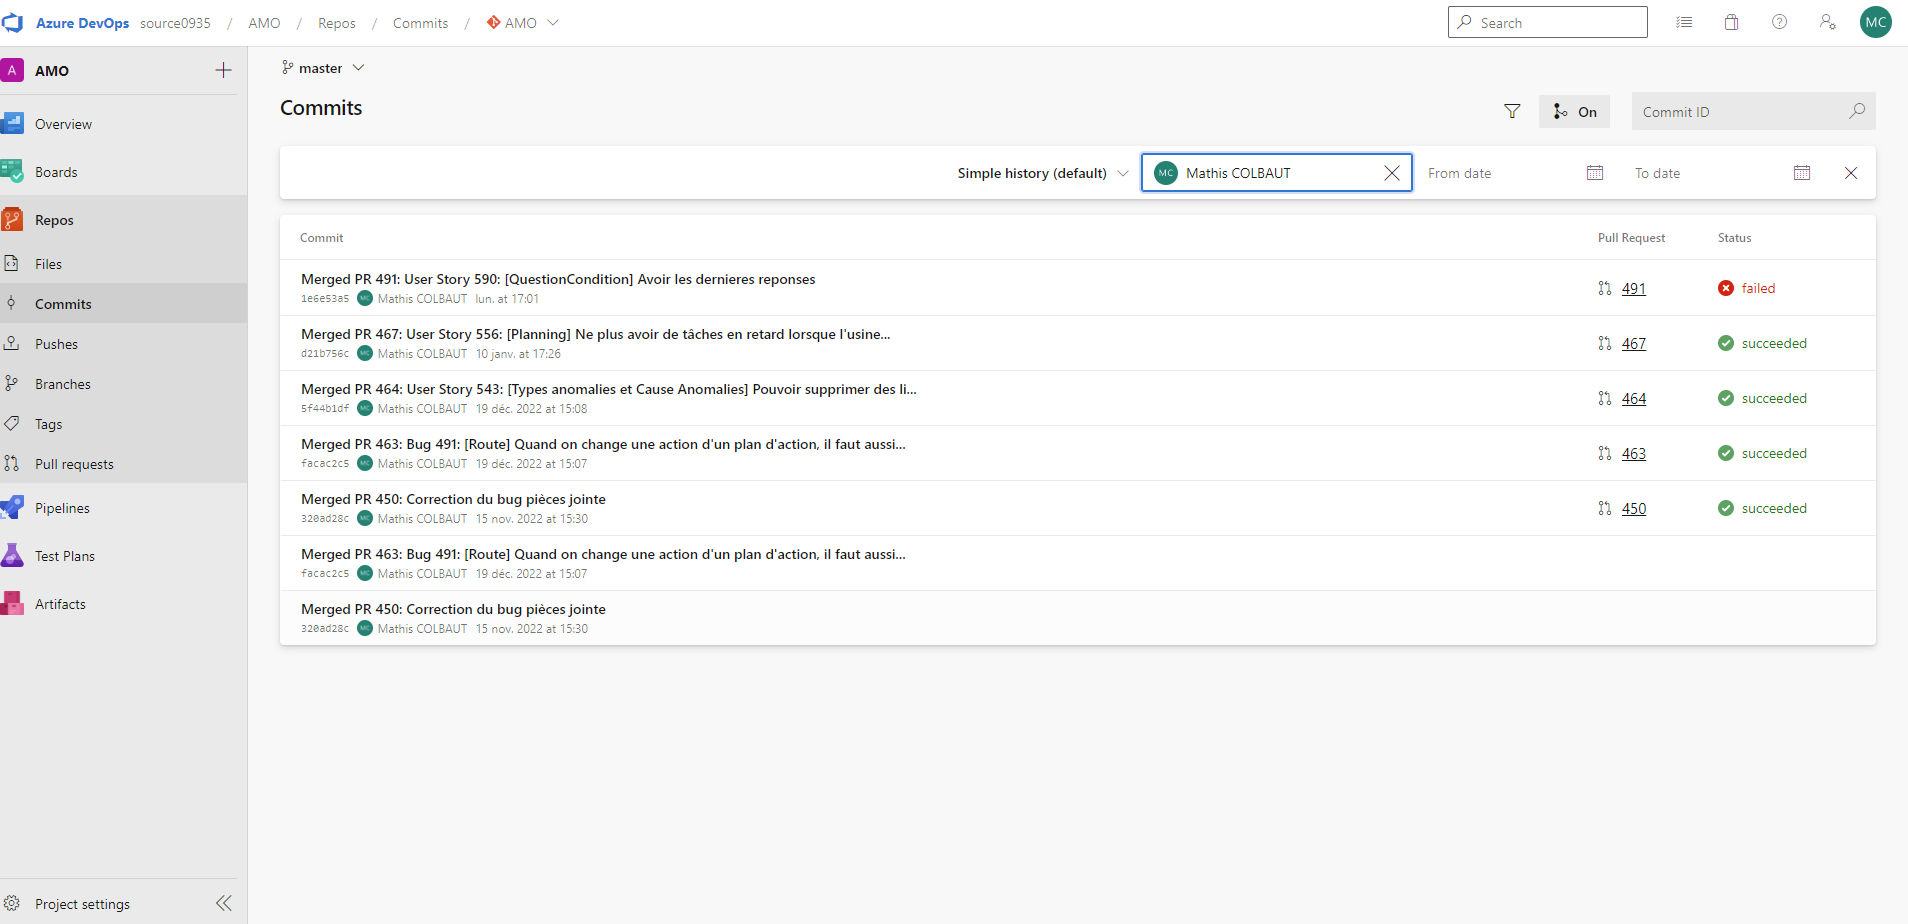 Azure DevOps source0935 / AMO / Repos / Commits / AMO
Search
MC
A AMO
Overview
Boards
Repos
Files
Commits
Pushes
Branches
Tags
Pull requests
Pipelines
Test Plans
Artifacts
Project settings
master
Commits
On
Commit ID
Simple history (default)
MC Mathis COLBAUT
From date
To date
Commit Pull Request Status
Merged PR 491: User Story 590: [QuestionCondition] Avoir les dernieres reponses
1e6e53a5 MC Mathis COLBAUT lun. at 17:01
491 failed
Merged PR 467: User Story 556: [Planning] Ne plus avoir de tâches en retard lorsque l'usine...
d21b756c MC Mathis COLBAUT 10 janv. at 17:26
467 succeeded
Merged PR 464: User Story 543: [Types anomalies et Cause Anomalies] Pouvoir supprimer des li...
5f44b1df MC Mathis COLBAUT 19 déc. 2022 at 15:08
464 succeeded
Merged PR 463: Bug 491: [Route] Quand on change une action d'un plan d'action, il faut aussi...
facac2c5 MC Mathis COLBAUT 19 déc. 2022 at 15:07
463 succeeded
Merged PR 450: Correction du bug pièces jointe
320ad28c MC Mathis COLBAUT 15 nov. 2022 at 15:30
450 succeeded
Merged PR 463: Bug 491: [Route] Quand on change une action d'un plan d'action, il faut aussi...
facac2c5 MC Mathis COLBAUT 19 déc. 2022 at 15:07
Merged PR 450: Correction du bug pièces jointe
320ad28c MC Mathis COLBAUT 15 nov. 2022 at 15:30